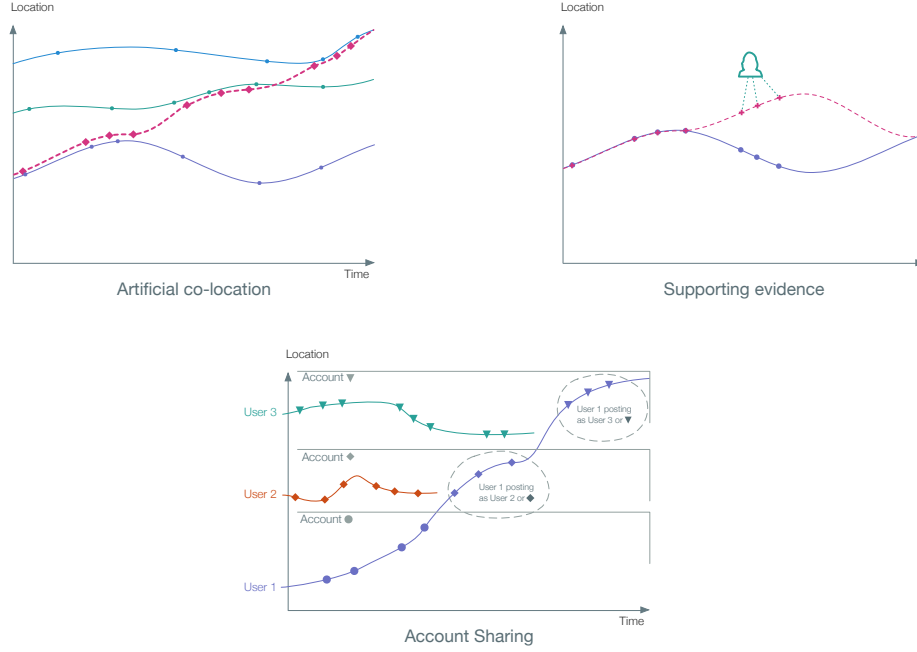 Location
Location
Time
Artificial co-location
Supporting evidence
Location
Account
User 3
User 1 posting
as User 3 or
Account
User 1 posting
as User 2 or
User 2
Account
User 1
Time
Account Sharing